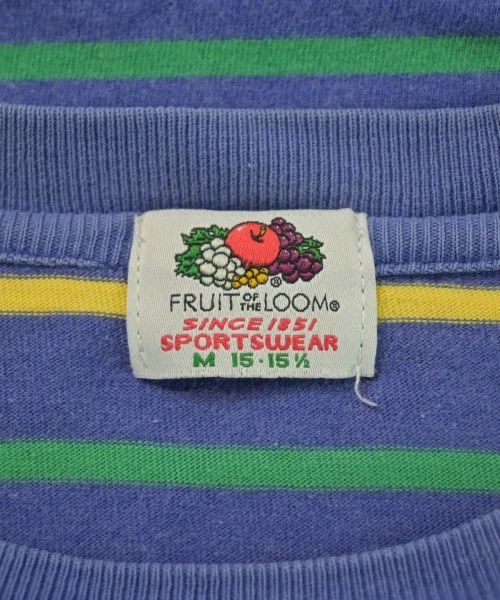 FRUIT OF THE LOOM®
SINCE 1851
SPORTSWEAR
M 15-15½